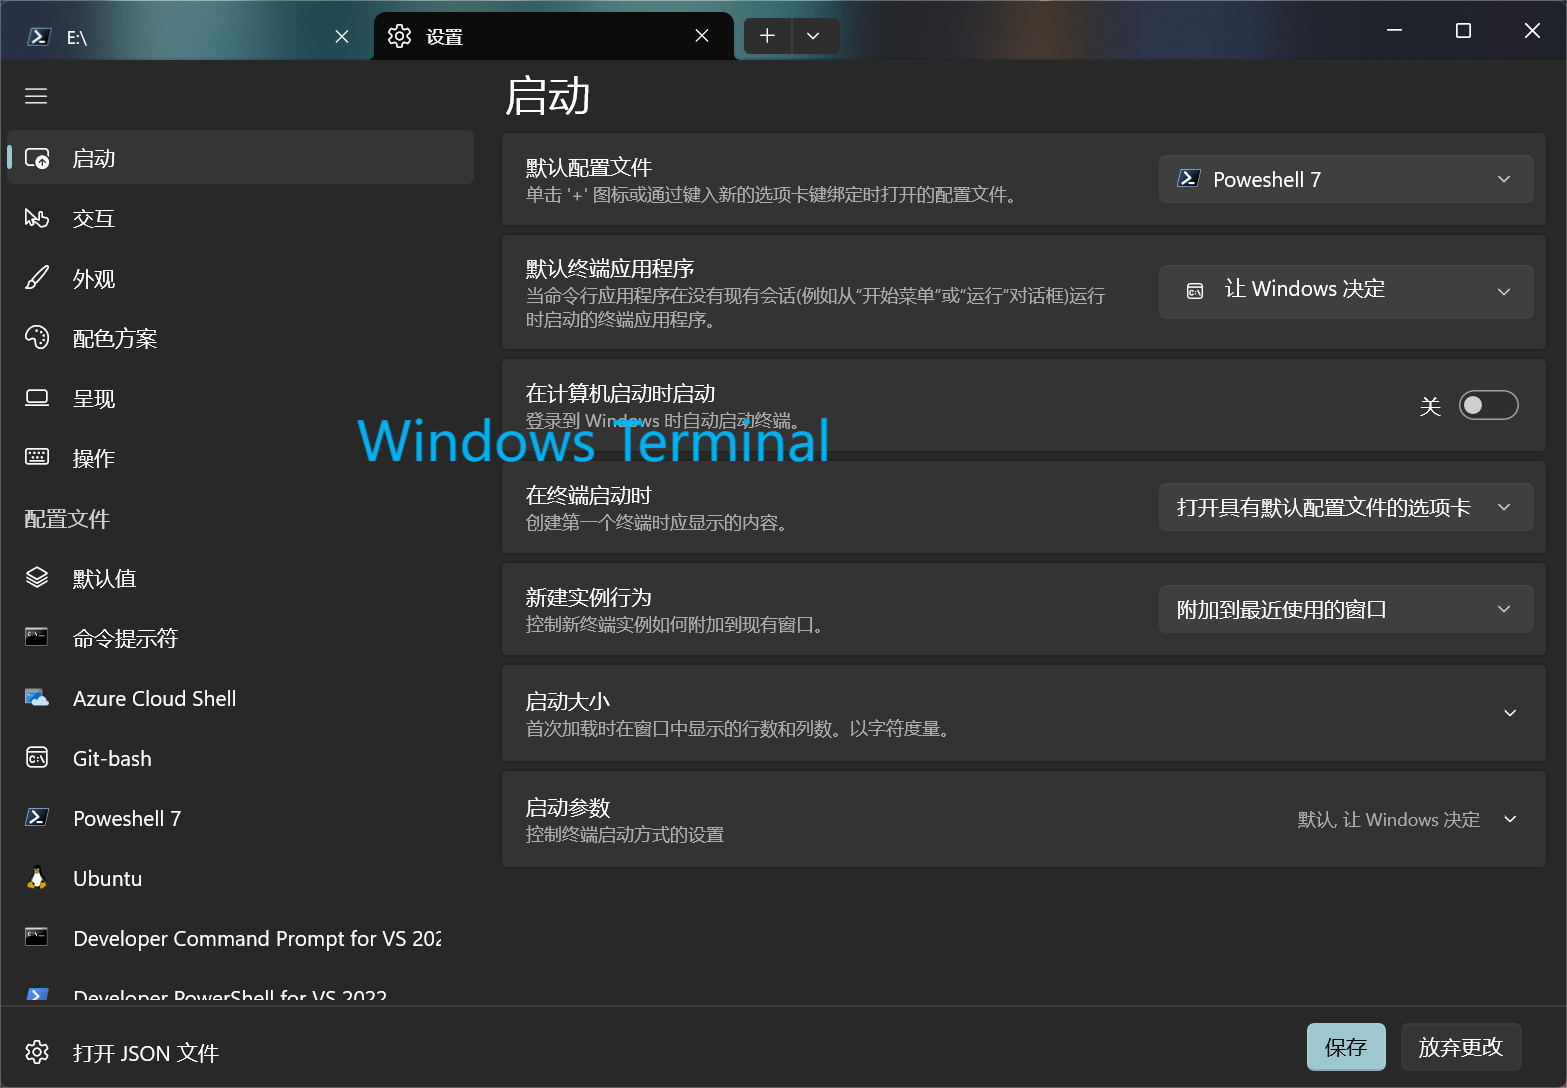 E:\
设置
启动
启动
交互
外观
配色方案
呈现
操作
配置文件
默认值
命令提示符
Azure Cloud Shell
Git-bash
Poweshell 7
Ubuntu
Developer Command Prompt for VS 202
Developer PowerShell for VS 2022
打开 JSON 文件
默认配置文件
单击 '+' 图标或通过键入新的选项卡键绑定时打开的配置文件。
Poweshell 7
默认终端应用程序
当命令行应用程序在没有现有会话(例如从“开始菜单”或“运行”对话框)运行
时启动的终端应用程序。
让 Windows 决定
在计算机启动时启动
登录到 Windows 时自动启动终端。
关
Windows Terminal
在终端启动时
创建第一个终端时应显示的内容。
打开具有默认配置文件的选项卡
新建实例行为
控制新终端实例如何附加到现有窗口。
附加到最近使用的窗口
启动大小
首次加载时在窗口中显示的行数和列数。以字符度量。
启动参数
控制终端启动方式的设置
默认, 让 Windows 决定
保存
放弃更改